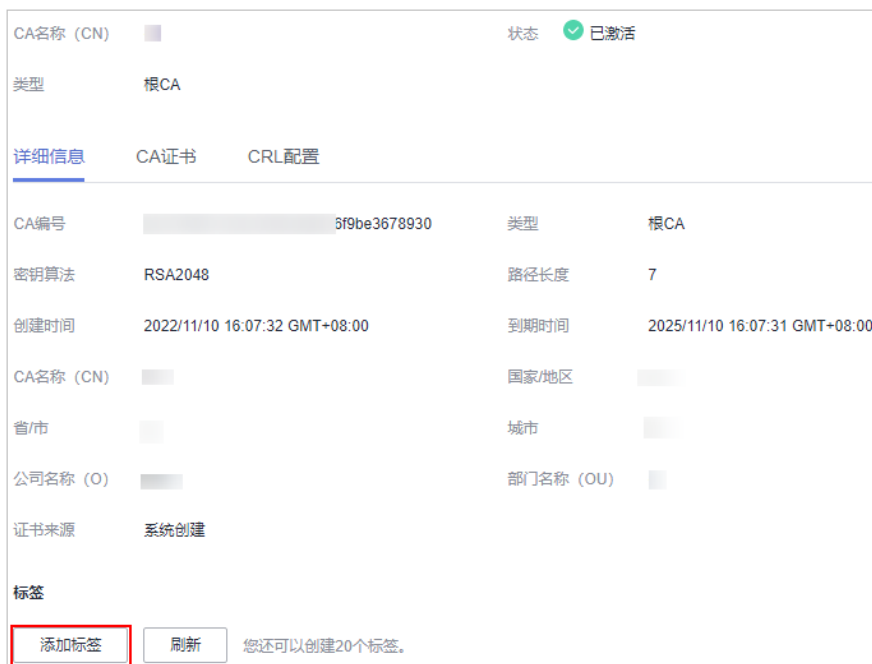 CA名称（CN） 状态 已激活
类型 根CA
详细信息 CA证书 CRL配置
CA编号 6f9be3678930 类型 根CA
密钥算法 RSA2048 路径长度 7
创建时间 2022/11/10 16:07:32 GMT+08:00 到期时间 2025/11/10 16:07:31 GMT+08:00
CA名称（CN） 国家/地区
省/市 城市
公司名称（O） 部门名称（OU）
证书来源 系统创建
标签
添加标签 刷新 您还可以创建20个标签。